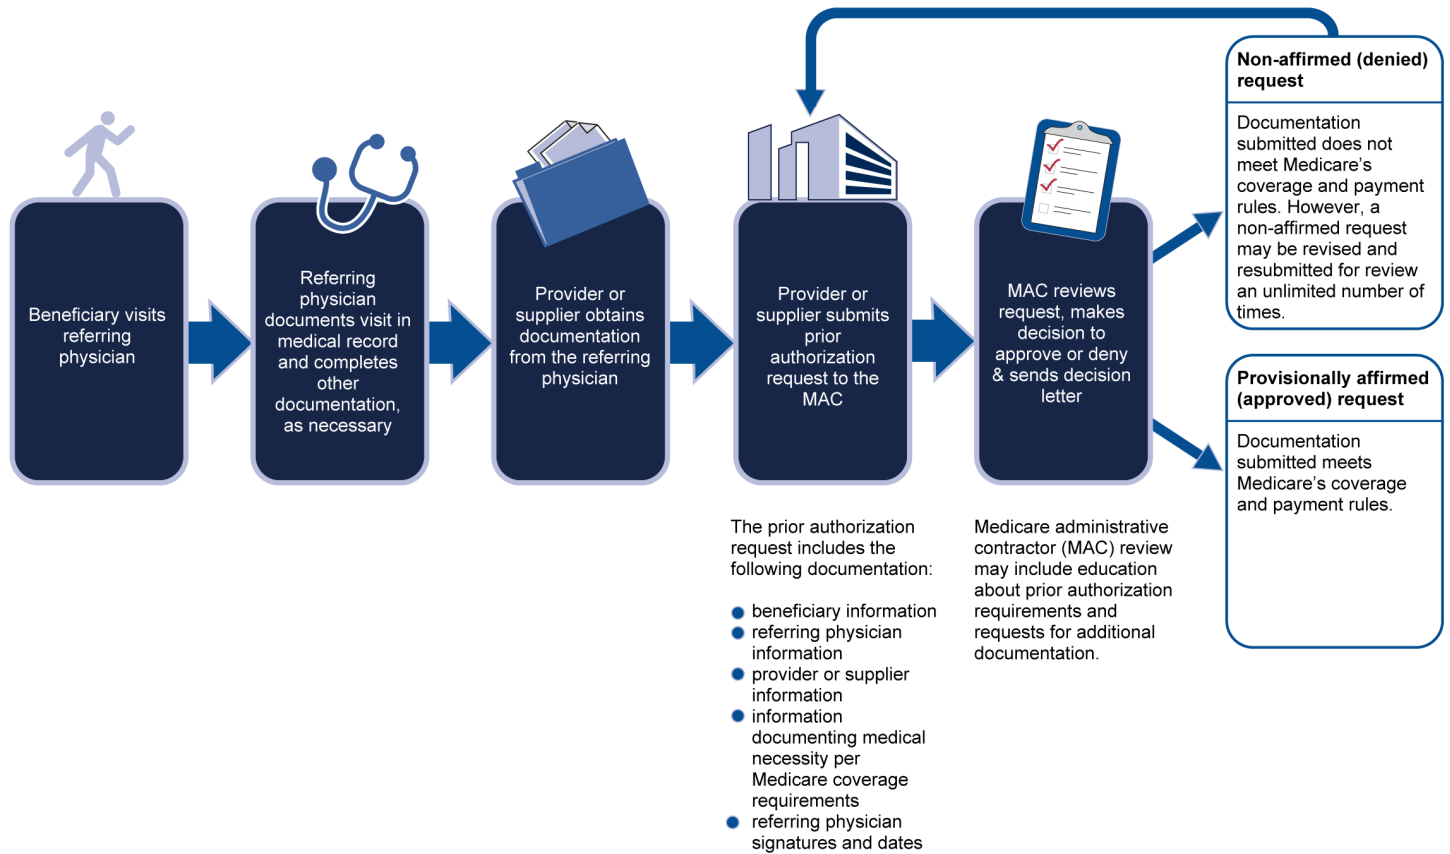 Beneficiary visits
referring
physician
Referring
physician
documents visit in
medical record
and completes
other
documentation,
as necessary
Provider or
supplier obtains
documentation
from the referring
physician
Provider or
supplier submits
prior
authorization
request to the
MAC
The prior authorization
request includes the
following documentation:
beneficiary information
referring physician
information
provider or supplier
information
information
documenting medical
necessity per
Medicare coverage
requirements
referring physician
signatures and dates
MAC reviews
request, makes
decision to
approve or deny
& sends decision
letter
Medicare administrative
contractor (MAC) review
may include education
about prior authorization
requirements and
requests for additional
documentation.
Non-affirmed (denied)
request
Documentation
submitted does not
meet Medicare’s
coverage and payment
rules. However, a
non-affirmed request
may be revised and
resubmitted for review
an unlimited number of
times.
Provisionally affirmed
(approved) request
Documentation
submitted meets
Medicare’s coverage
and payment rules.